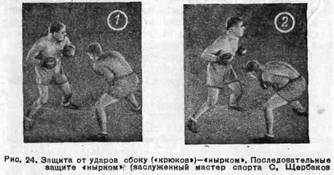 1
2
Рис. 24. Защита от ударов сбоку («крюков»)—«нырком». Последовательные
защите «нырком» (заслуженный мастер спорта С. Щербаков